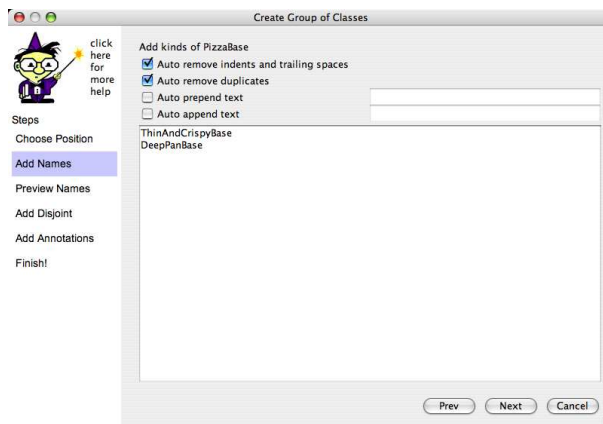 Create Group of Classes
click
here
for
more
help
Steps
Choose Position
Add Names
Preview Names
Add Disjoint
Add Annotations
Finish!
Add kinds of PizzaBase
Auto remove indents and trailing spaces
Auto remove duplicates
Auto prepend text
Auto append text
ThinAndCrispyBase
DeepPanBase
Prev Next Cancel